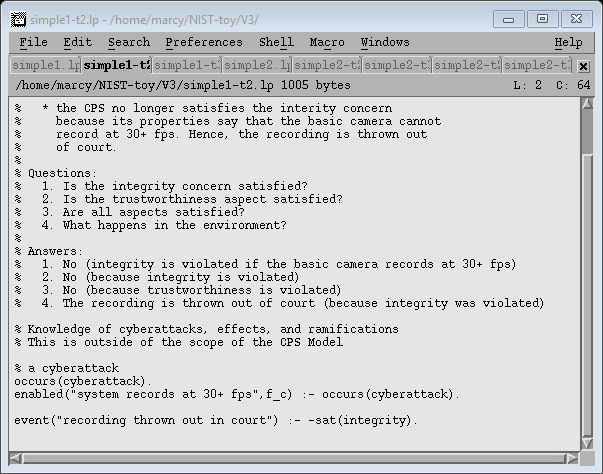 simple1-t2.lp - /home/marcy/NIST-toy/V3/
File Edit Search Preferences Shell Macro Windows Help
simple1.lp simple1-t2 simple1-t3 simple2.lp simple2-t2 simple2-t2 simple2-t2 simple2-t3
/home/marcy/NIST-toy/V3/simple1-t2.lp 1005 bytes L: 2 C: 64
% * the CPS no longer satisfies the interity concern
% because its properties say that the basic camera cannot
% record at 30+ fps. Hence, the recording is thrown out
% of court.
%
% Questions:
% 1. Is the integrity concern satisfied?
% 2. Is the trustworthiness aspect satisfied?
% 3. Are all aspects satisfied?
% 4. What happens in the environment?
%
% Answers:
% 1. No (integrity is violated if the basic camera records at 30+ fps)
% 2. No (because integrity is violated)
% 3. No (because trustworthiness is violated)
% 4. The recording is thrown out of court (because integrity was violated)
% Knowledge of cyberattacks, effects, and ramifications
% This is outside of the scope of the CPS Model
% a cyberattack
occurs(cyberattack).
enabled("system records at 30+ fps",f_c) :- occurs(cyberattack).
event("recording thrown out in court") :- -sat(integrity).